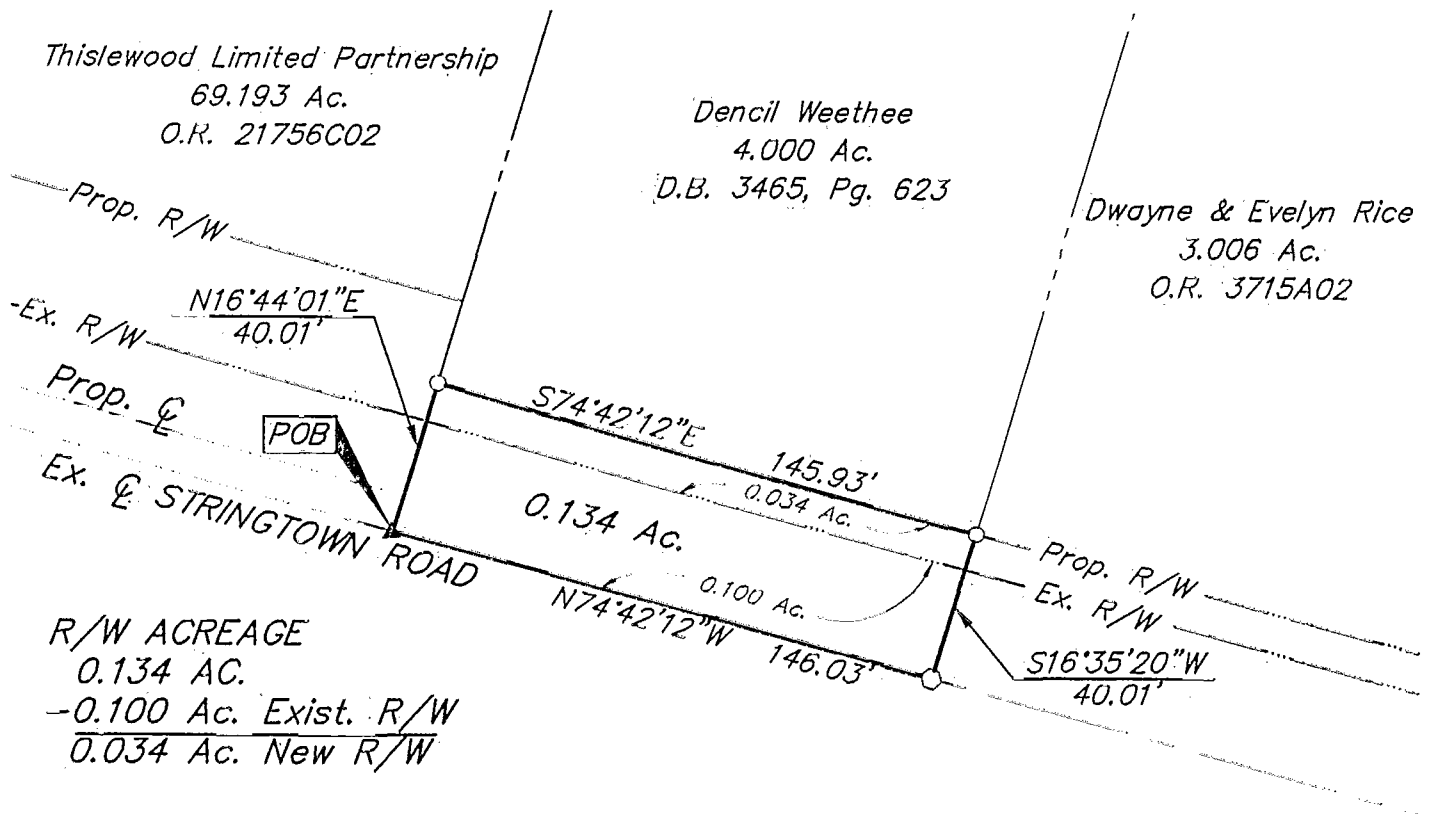 Thislewood Limited Partnership
69.193 Ac.
O.R. 21756C02
Dencil Weethee
4.000 Ac.
D.B. 3465, Pg. 623
Dwayne & Evelyn Rice
3.006 Ac.
O.R. 3715A02
Prop. R/W
N16°44'01"E
40.01'
Ex. R/W
Prop. ℄
POB
Ex. ℄ STRINGTOWN ROAD
S74°42'12"E 145.93'
0.034 Ac.
0.134 Ac.
0.100 Ac.
N74°42'12"W 146.03'
Prop. R/W
Ex. R/W
S16°35'20"W
40.01'
R/W ACREAGE
0.134 AC.
-0.100 Ac. Exist. R/W
0.034 Ac. New R/W